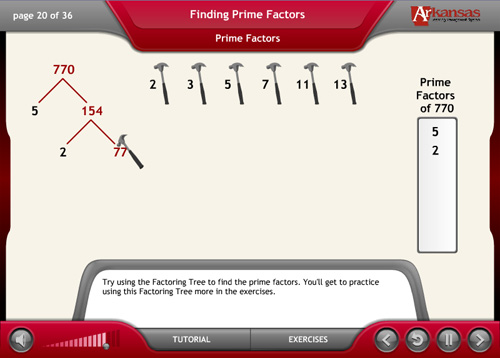 page 20 of 36
Finding Prime Factors
Arkansas
Prime Factors
770
5 154
2 77
2 3 5 7 11 13
Prime
Factors
of 770
5
2
Try using the Factoring Tree to find the prime factors. You'll get to practice
using this Factoring Tree more in the exercises.
TUTORIAL
EXERCISES